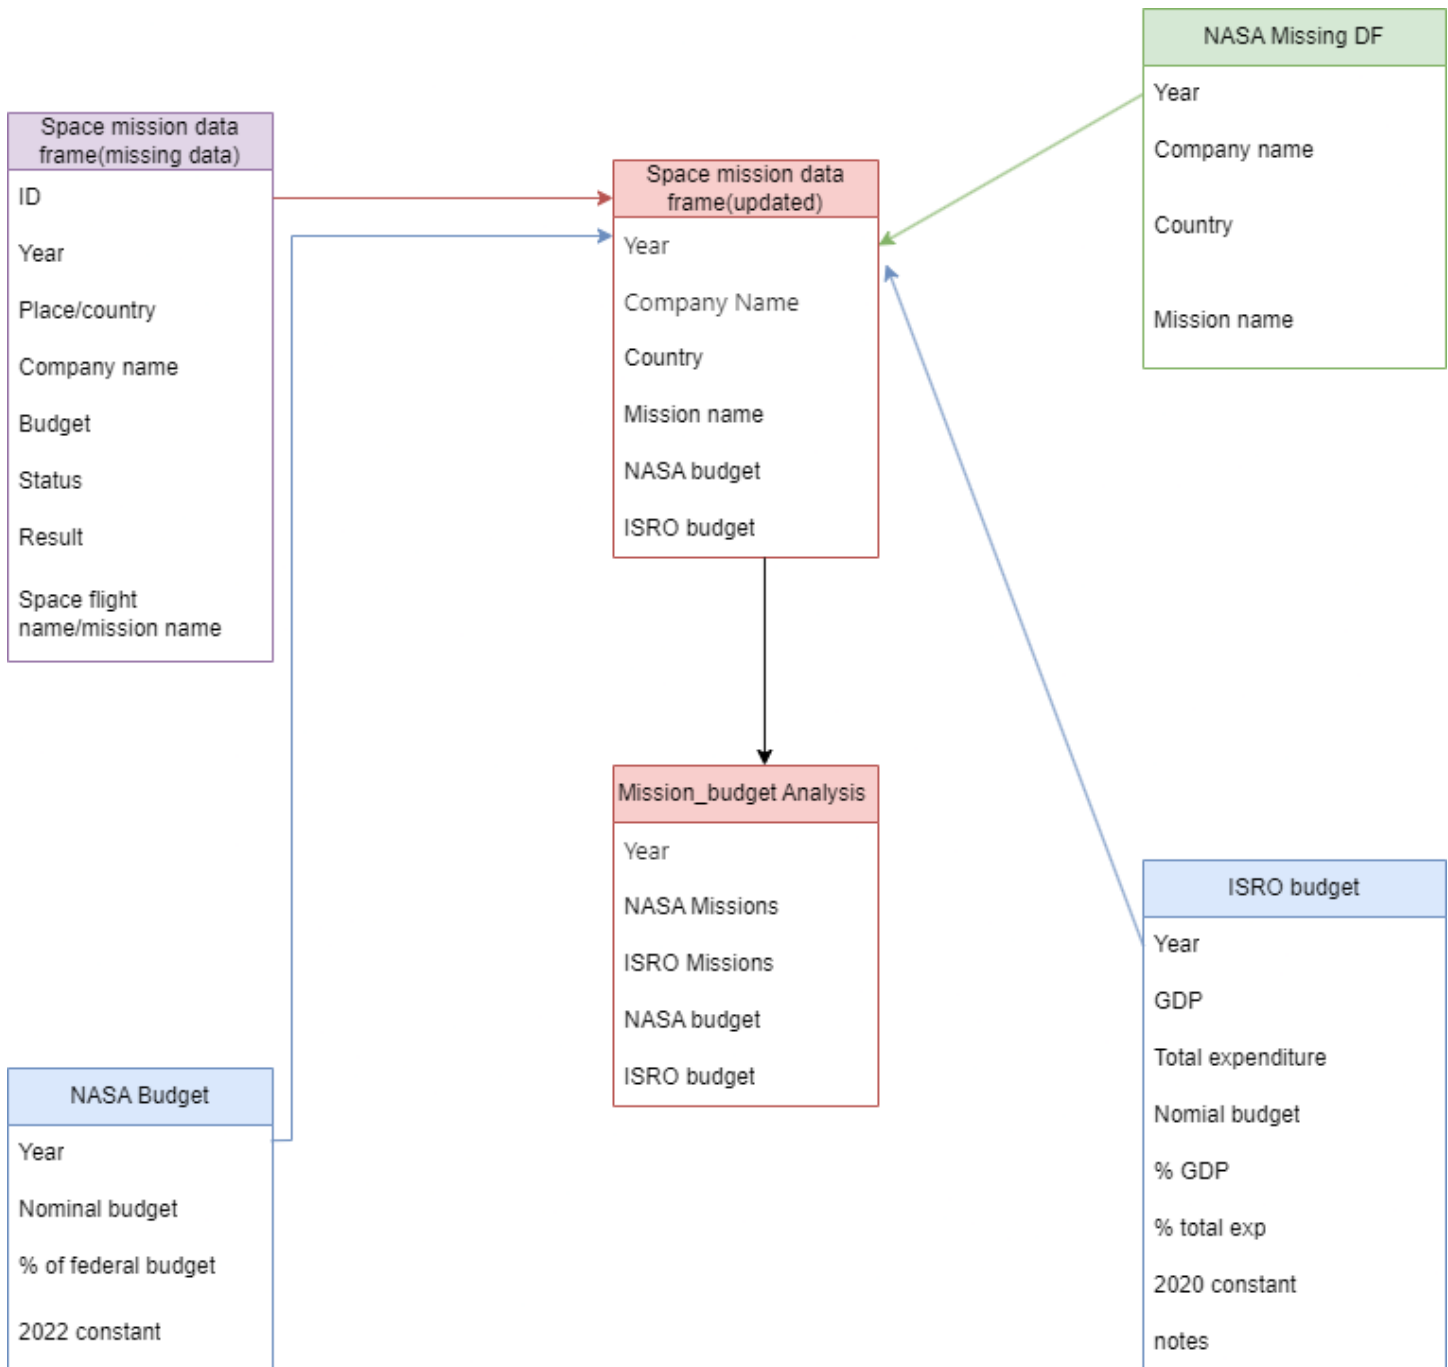 Space mission data
frame(missing data)
ID
Year
Place/country
Company name
Budget
Status
Result
Space flight
name/mission name
NASA Budget
Year
Nominal budget
% of federal budget
2022 constant
Space mission data
frame(updated)
Year
Company Name
Country
Mission name
NASA budget
ISRO budget
Mission_budget Analysis
Year
NASA Missions
ISRO Missions
NASA budget
ISRO budget
NASA Missing DF
Year
Company name
Country
Mission name
ISRO budget
Year
GDP
Total expenditure
Nomial budget
% GDP
% total exp
2020 constant
notes